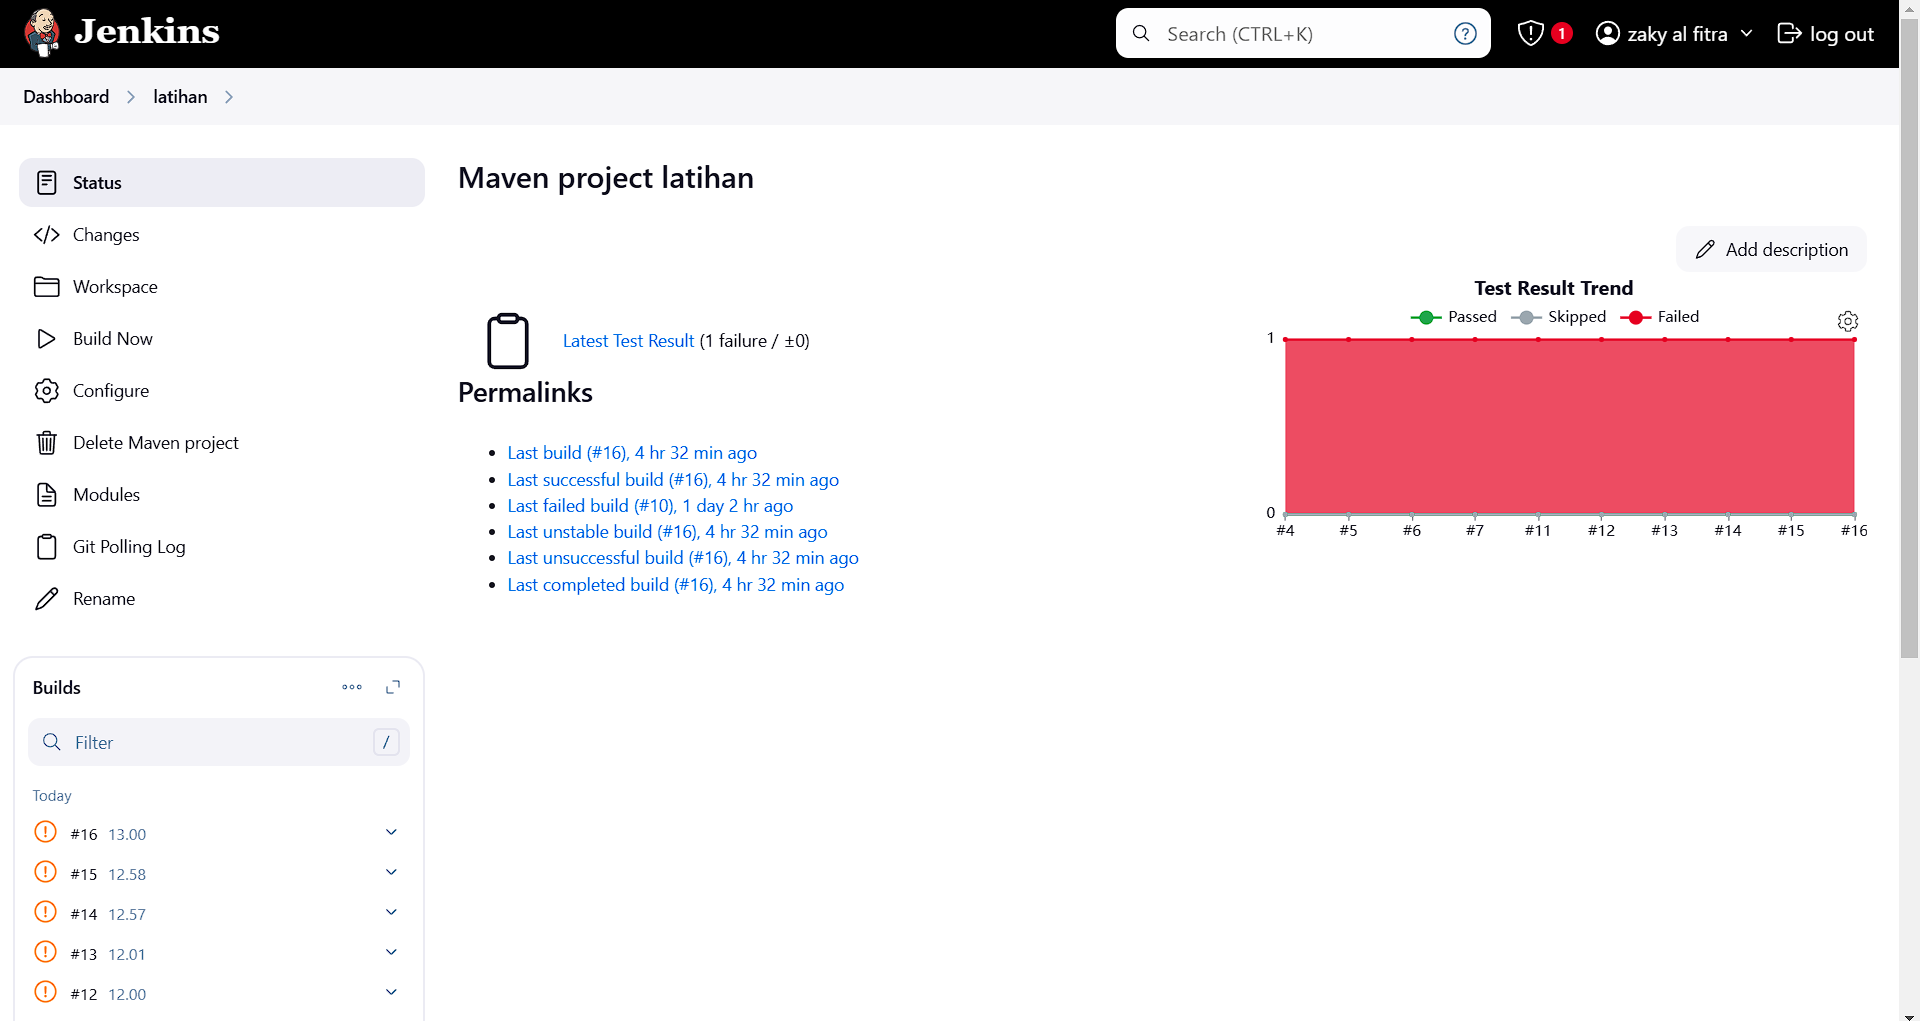 Jenkins
Search (CTRL+K)
?
1
zaky al fitra
log out
Dashboard
latihan
Status
Changes
Workspace
Build Now
Configure
Delete Maven project
Modules
Git Polling Log
Rename
Builds
Filter
/
Today
#16 13.00
#15 12.58
#14 12.57
#13 12.01
#12 12.00
Maven project latihan
Add description
Latest Test Result (1 failure / ±0)
Permalinks
Last build (#16), 4 hr 32 min ago
Last successful build (#16), 4 hr 32 min ago
Last failed build (#10), 1 day 2 hr ago
Last unstable build (#16), 4 hr 32 min ago
Last unsuccessful build (#16), 4 hr 32 min ago
Last completed build (#16), 4 hr 32 min ago
Test Result Trend
Passed Skipped Failed
1
0
#4 #5 #6 #7 #11 #12 #13 #14 #15 #16